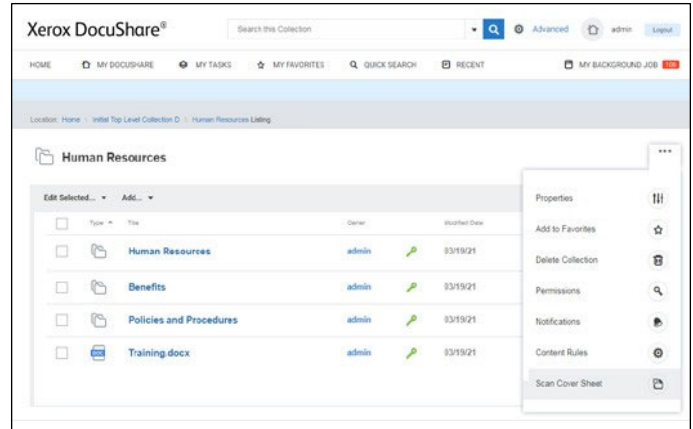 Xerox DocuShare®
Search this Collection
Advanced
admin
Logout
HOME MY DOCUSHARE MY TASKS MY FAVORITES QUICK SEARCH RECENT MY BACKGROUND JOB
Location: Home Initial Top Level Collection D Human Resources Listing
Human Resources
Edit Selected... Add...
Type Title Owner Modified Date
Human Resources admin 03/19/21
Benefits admin 03/19/21
Policies and Procedures admin 03/19/21
DOC Training.docx admin 03/19/21
Properties
Add to Favorites
Delete Collection
Permissions
Notifications
Content Rules
Scan Cover Sheet